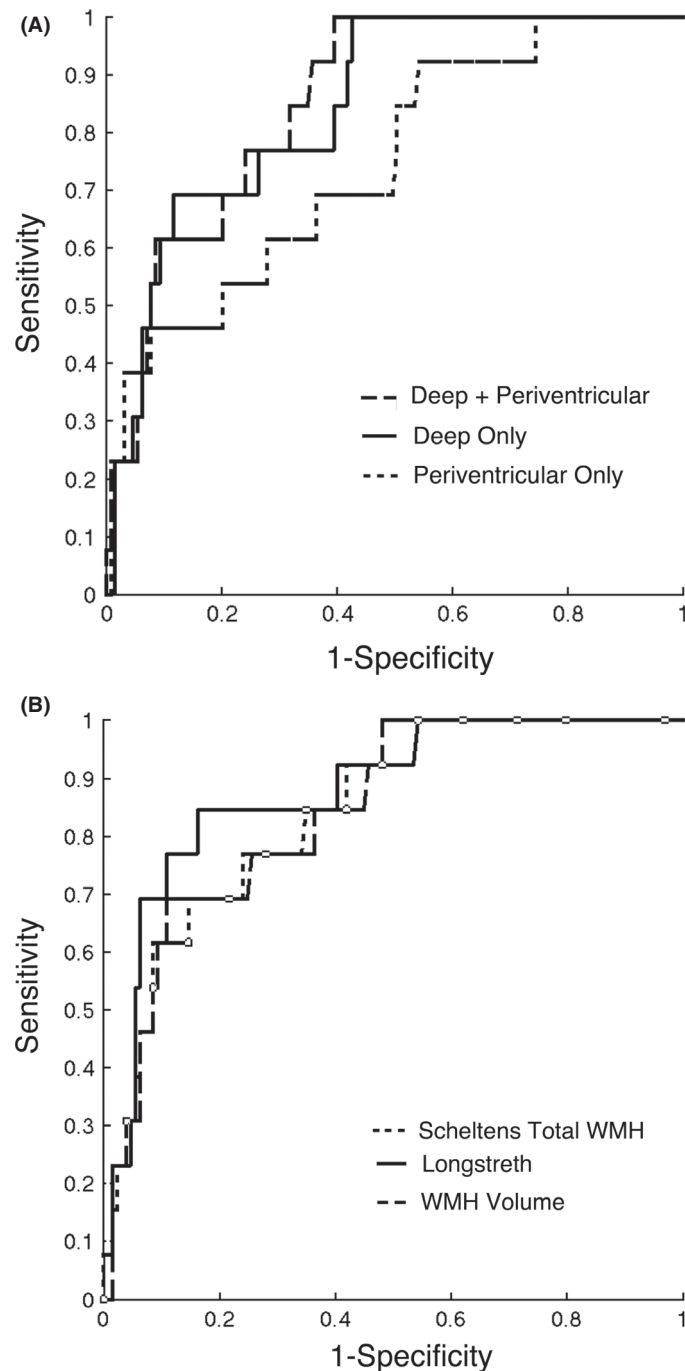 (A)
1
0.9
0.8
0.7
0.6
0.5
0.4
0.3
0.2
0.1
0
Sensitivity
Deep + Periventricular
Deep Only
Periventricular Only
0 0.2 0.4 0.6 0.8 1
1-Specificity
(B)
1
0.9
0.8
0.7
0.6
0.5
0.4
0.3
0.2
0.1
0
Sensitivity
Scheltens Total WMH
Longstreth
WMH Volume
0 0.2 0.4 0.6 0.8 1
1-Specificity